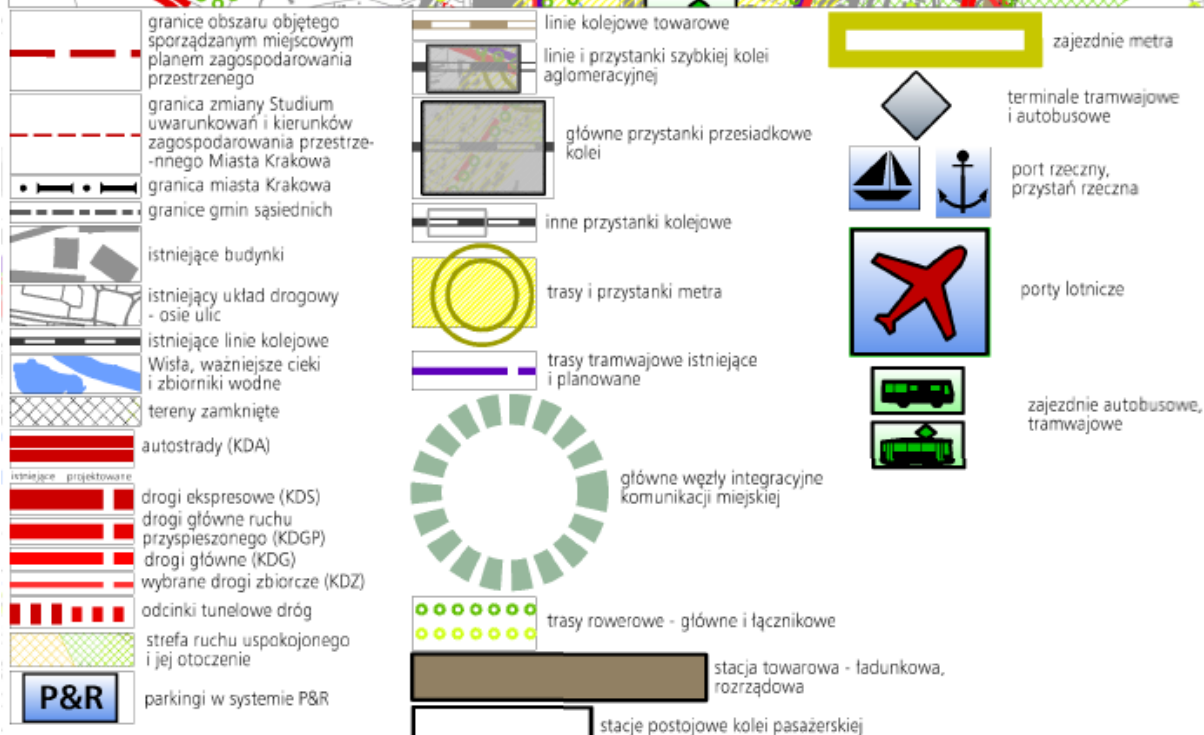 granice obszaru objętego
sporządzanym miejscowym
planem zagospodarowania
przestrzenego
granica zmiany Studium
uwarunkowań i kierunków
zagospodarowania przestrze-
-nnego Miasta Krakowa
granica miasta Krakowa
granice gmin sąsiednich
istniejące budynki
istniejący układ drogowy
- osie ulic
istniejące linie kolejowe
Wisła, ważniejsze cieki
i zbiorniki wodne
tereny zamknięte
autostrady (KDA)
istniejące projektowane
drogi ekspresowe (KDS)
drogi główne ruchu
przyspieszonego (KDGP)
drogi główne (KDG)
wybrane drogi zbiorcze (KDZ)
odcinki tunelowe dróg
strefa ruchu uspokojonego
i jej otoczenie
P&R
parkingi w systemie P&R
linie kolejowe towarowe
linie i przystanki szybkiej kolei
aglomeracyjnej
główne przystanki przesiadkowe
kolei
inne przystanki kolejowe
trasy i przystanki metra
trasy tramwajowe istniejące
i planowane
główne węzły integracyjne
komunikacji miejskiej
trasy rowerowe - główne i łącznikowe
stacja towarowa - ładunkowa,
rozrządowa
stacje postojowe kolei pasażerskiej
zajezdnie metra
terminale tramwajowe
i autobusowe
port rzeczny,
przystań rzeczna
porty lotnicze
zajezdnie autobusowe,
tramwajowe